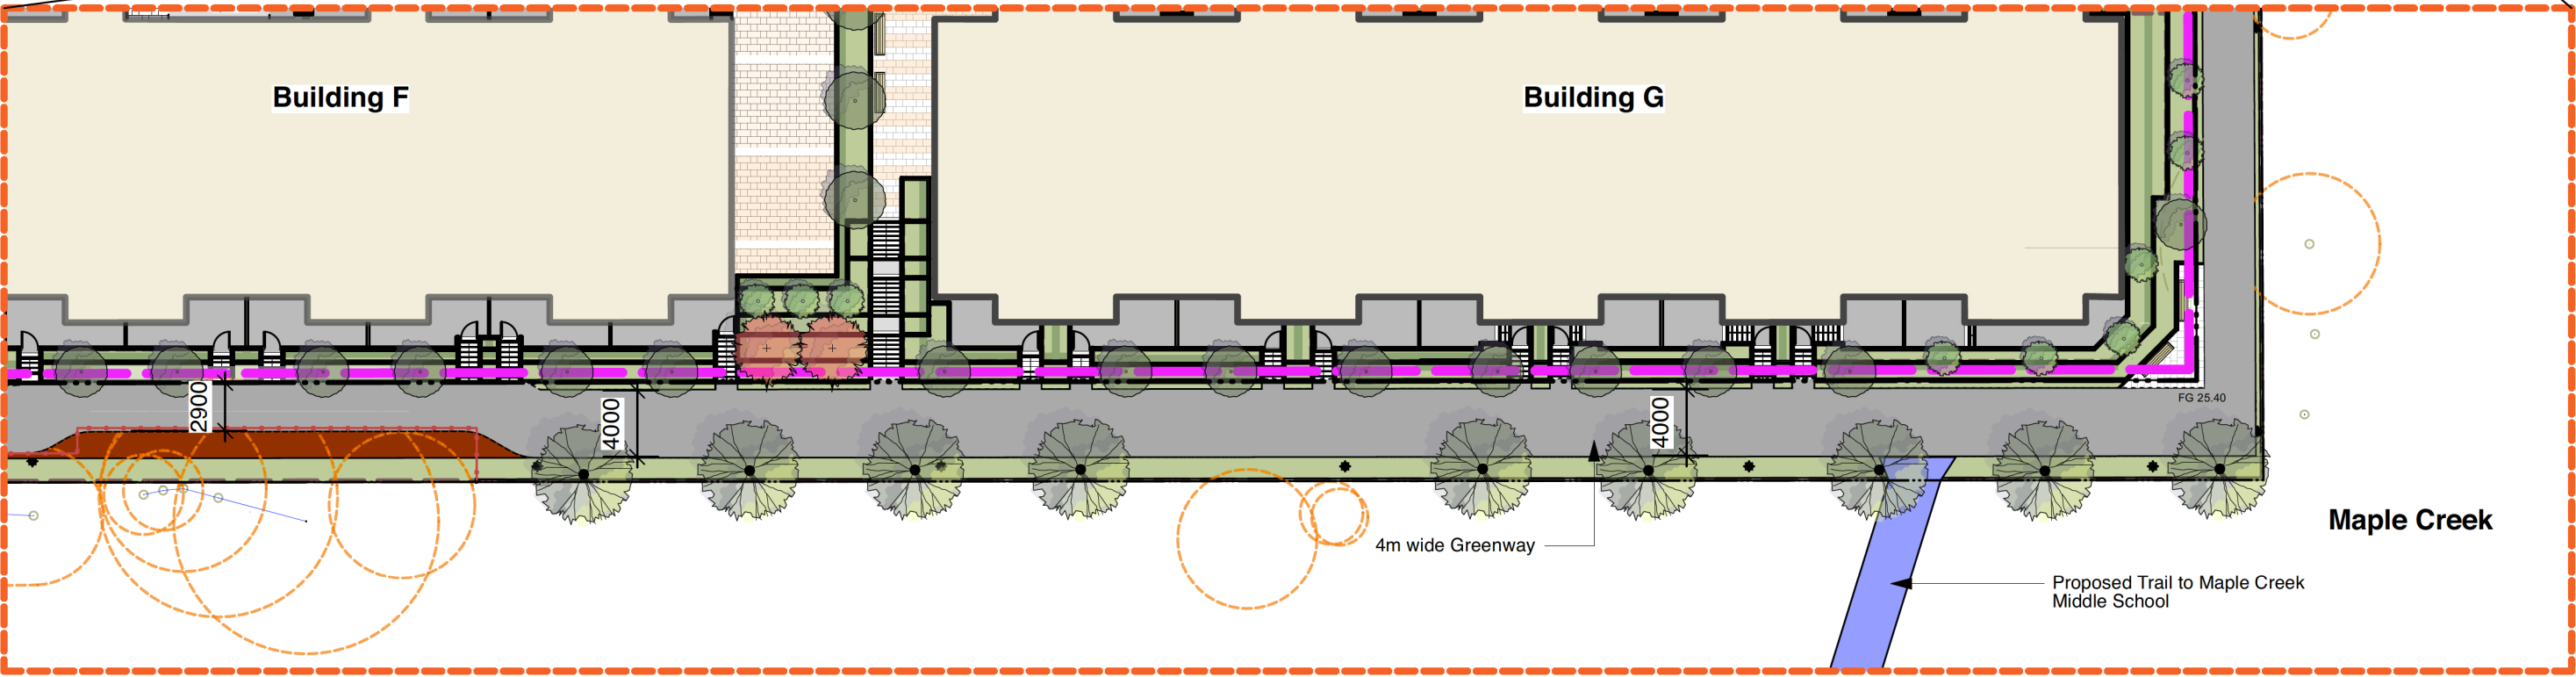 Building F
Building G
2900
4000
4000
FG 25.40
4m wide Greenway
Maple Creek
Proposed Trail to Maple Creek
Middle School